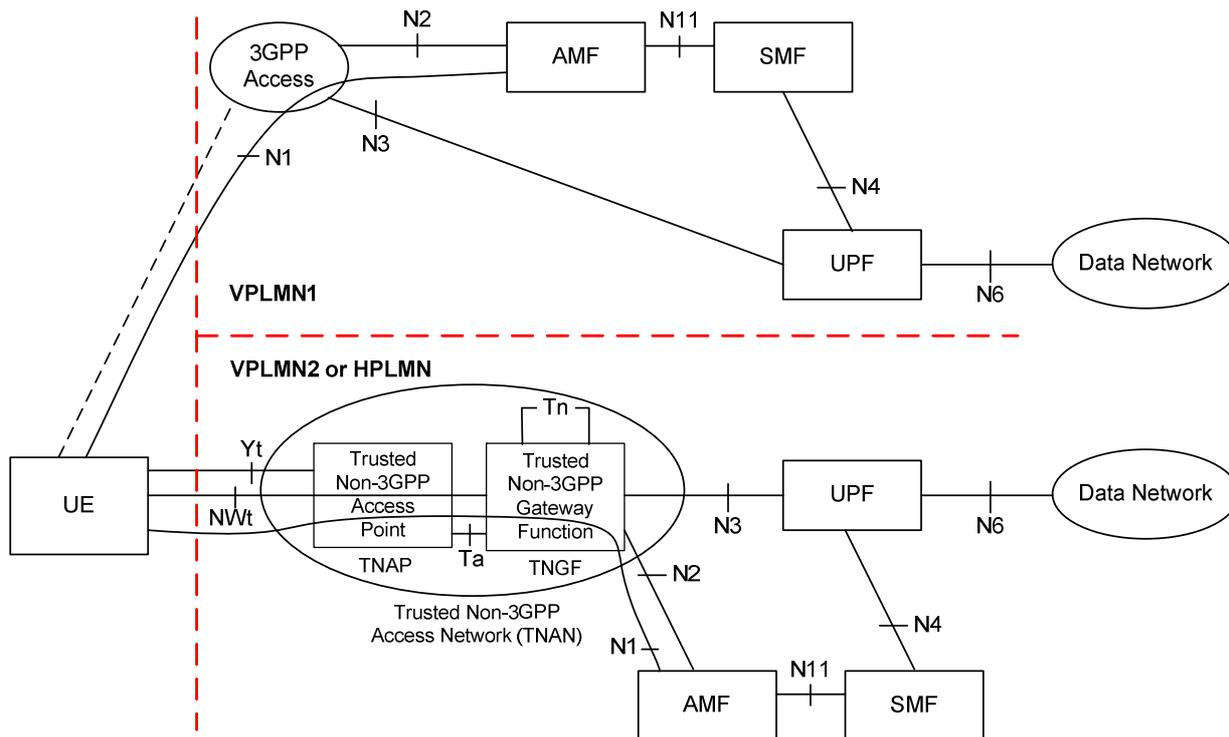 3GPP
Access
N2
AMF
N11
SMF
N1
N3
N4
UPF
N6
Data Network
VPLMN1
VPLMN2 or HPLMN
Tn
UE
Yt
NWt
Trusted
Non-3GPP
Access
Point
TNAP
Ta
Trusted
Non-3GPP
Gateway
Function
TNGF
Trusted Non-3GPP
Access Network (TNAN)
N3
UPF
N6
Data Network
N2
N1
N4
AMF
N11
SMF